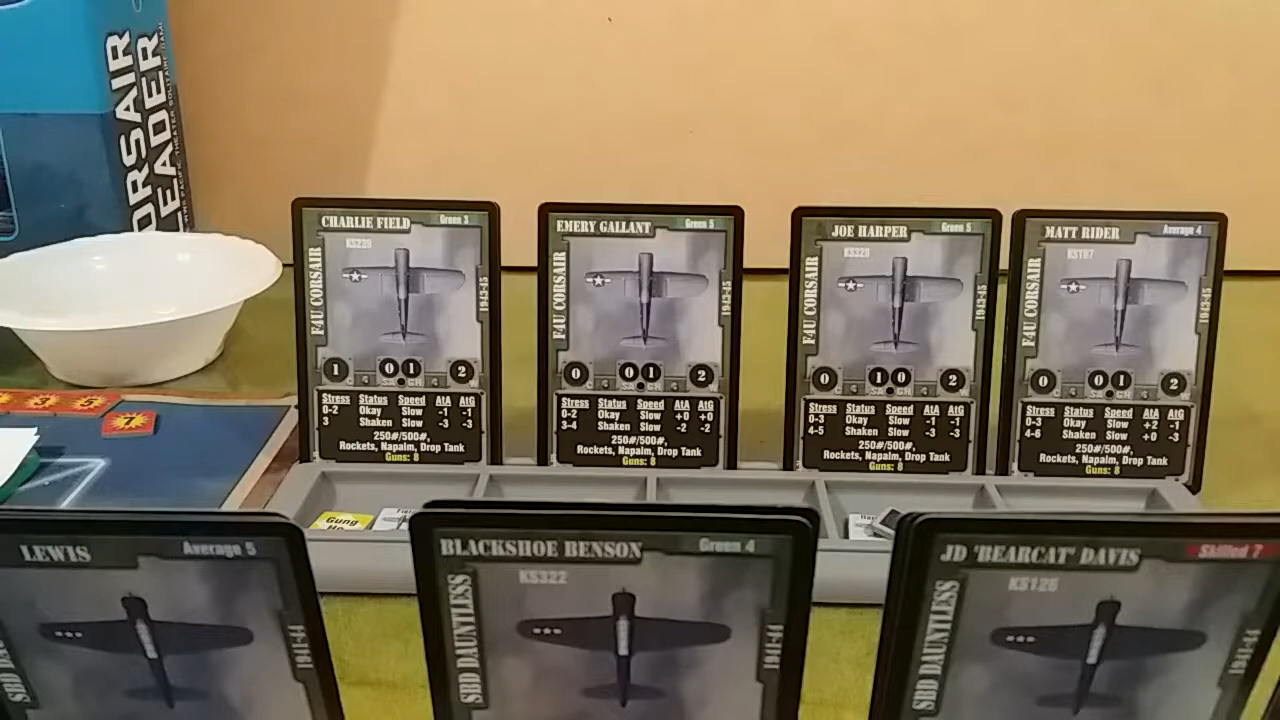 ORSAIR
LEADER
CHARLIE FIELD
Green 3
F4U CORSAIR
1943-45
1
0 1
2
Stress Status Speed AtA AtG
0-2 Okay Slow -1 -1
3 Shaken Slow -3 -3
250#/500#,
Rockets, Napalm, Drop Tank
Guns: 8
EMERY GALLANT
Green 5
F4U CORSAIR
1943-45
0
0 1
2
Stress Status Speed AtA AtG
0-2 Okay Slow +0 +0
3-4 Shaken Slow -2 -2
250#/500#,
Rockets, Napalm, Drop Tank
Guns: 8
JOE HARPER
Green 5
KS328
F4U CORSAIR
1943-45
0
1 0
2
Stress Status Speed AtA AtG
0-3 Okay Slow -1 -1
4-5 Shaken Slow -3 -3
250#/500#,
Rockets, Napalm, Drop Tank
Guns: 8
MATT RIDER
Average 4
KS187
F4U CORSAIR
1943-45
0
0 1
2
Stress Status Speed AtA AtG
0-3 Okay Slow +2 -1
4-6 Shaken Slow +0 -3
250#/500#,
Rockets, Napalm, Drop Tank
Guns: 8
3
5
7
Gung
Ho
LEWIS
Average 5
1941-44
BLACKSHOE BENSON
Green 4
KS322
SBD DAUNTLESS
1941-44
JD 'BEARCAT' DAVIS
Skilled 7
KS126
SBD DAUNTLESS
1941-44